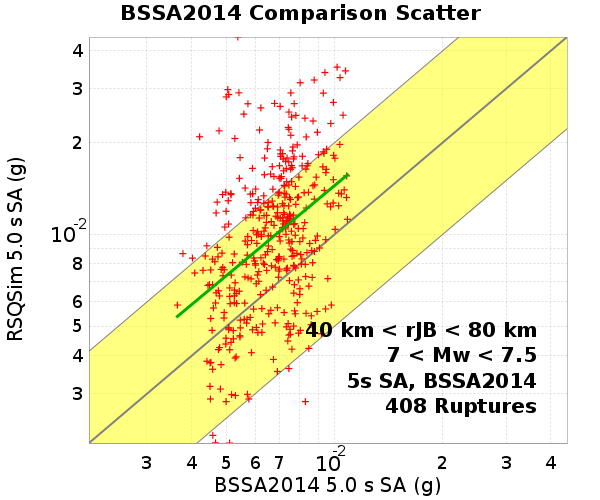 BSSA2014 Comparison Scatter
RSQSim 5.0 s SA (g)
4
3
2
10-2
8
6
5
4
3
40 km < rJB < 80 km
7 < Mw < 7.5
5s SA, BSSA2014
408 Ruptures
3 4 5 6 7 10-2 2 3 4
BSSA2014 5.0 s SA (g)